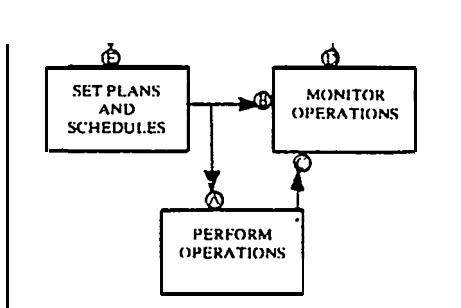 E
D
SET PLANS
AND
SCHEDULES
B
MONITOR
OPERATIONS
C
A
PERFORM
OPERATIONS